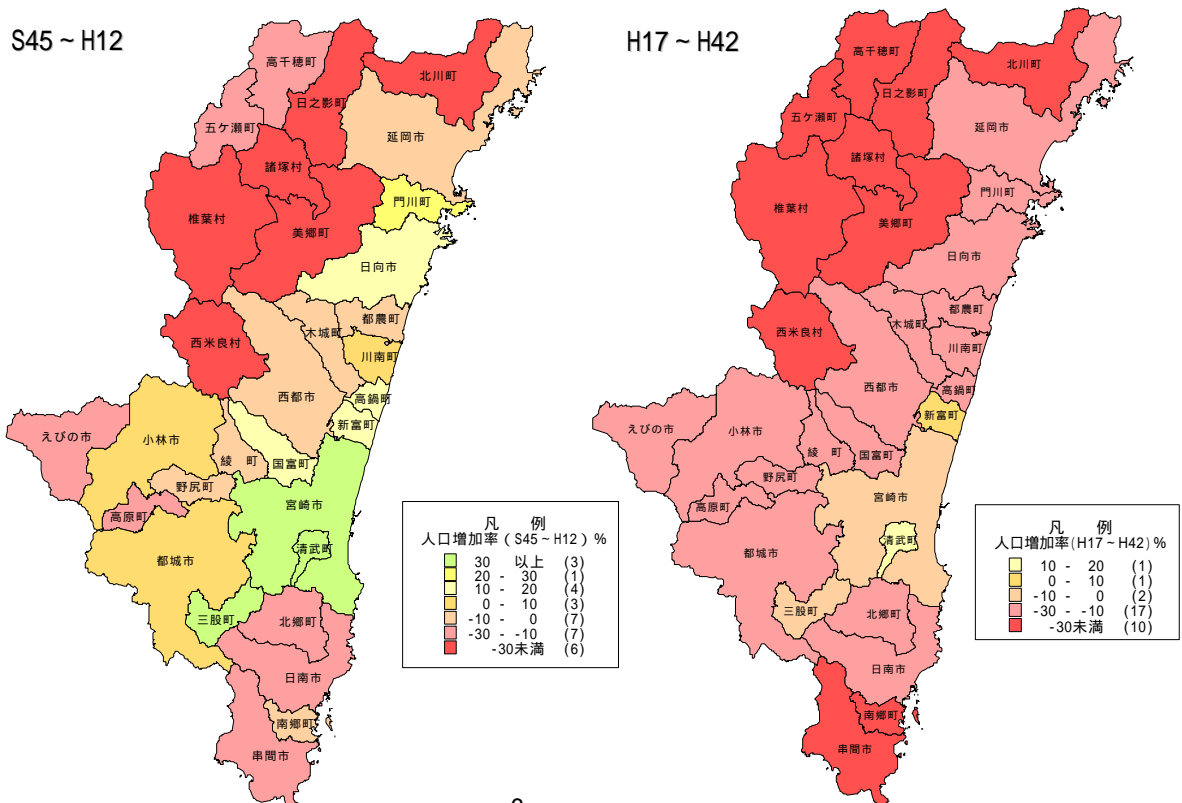 S45 ~ H12
高千穂町
北川町
日之影町
五ケ瀬町
延岡市
諸塚村
門川町
椎葉村
美郷町
日向市
都農町
木城町
西米良村
川南町
西都市
高鍋町
新富町
えびの市
小林市
綾 町
国富町
野尻町
宮崎市
高原町
清武町
都城市
三股町
北郷町
日南市
南郷町
串間市
凡 例
人口増加率 ( S45 ~ H12 ) %
30 以上 (3)
20 - 30 (1)
10 - 20 (4)
0 - 10 (3)
-10 - 0 (7)
-30 - -10 (7)
-30未満 (6)
H17 ~ H42
高千穂町
北川町
日之影町
五ケ瀬町
延岡市
諸塚村
門川町
椎葉村
美郷町
日向市
都農町
木城町
西米良村
川南町
西都市
高鍋町
新富町
えびの市
小林市
綾 町
国富町
野尻町
宮崎市
高原町
清武町
都城市
三股町
北郷町
日南市
南郷町
串間市
凡 例
人口増加率(H17 ~ H42) %
10 - 20 (1)
0 - 10 (1)
-10 - 0 (2)
-30 - -10 (17)
-30未満 (10)